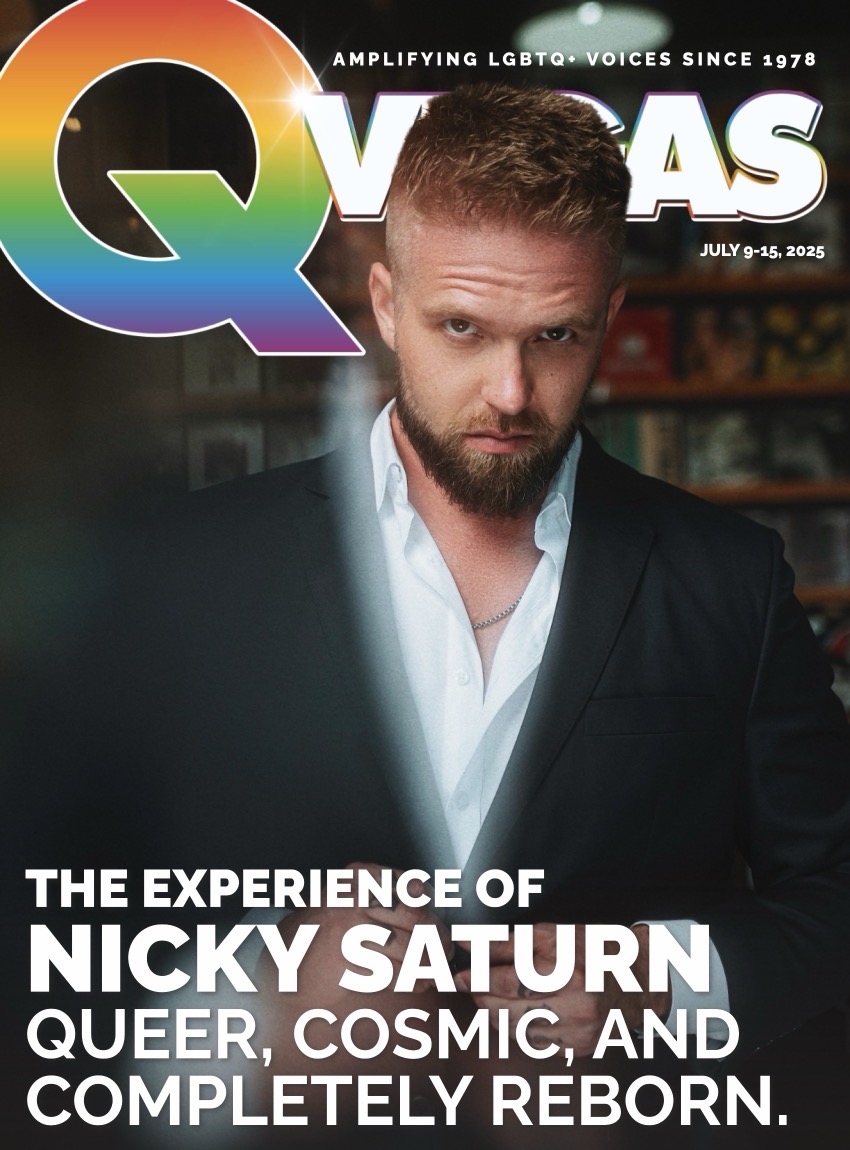 AMPLIFYING LGBTQ+ VOICES SINCE 1978
Q VEGAS
JULY 9-15, 2025
THE EXPERIENCE OF
NICKY SATURN
QUEER, COSMIC, AND
COMPLETELY REBORN.